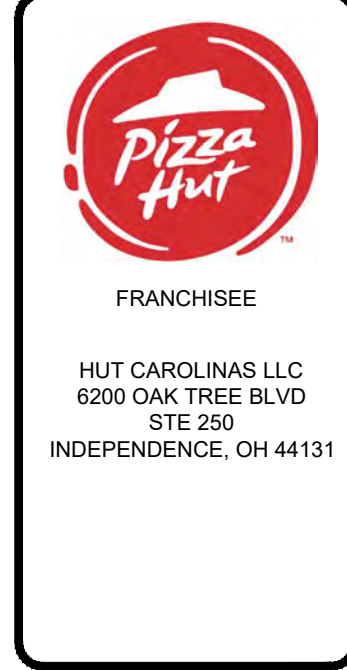 Pizza
Hut
TM
FRANCHISEE
HUT CAROLINAS LLC
6200 OAK TREE BLVD
STE 250
INDEPENDENCE, OH 44131